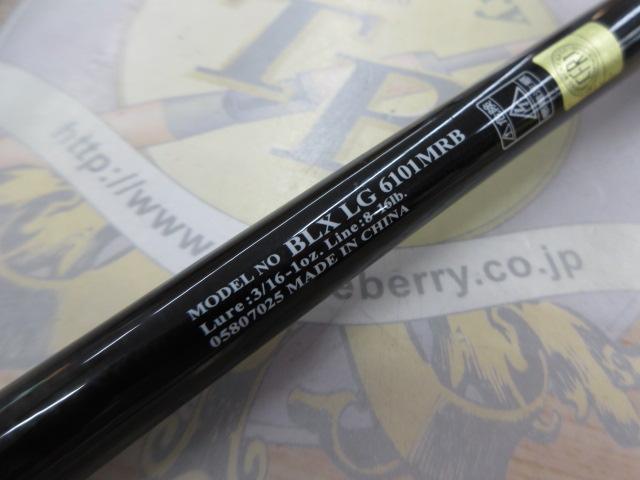 MODEL NO BLX LG 6101MRB
Lure :3/16-1oz. Line:8-16lb.
05807025 MADE IN CHINA
http://www.
eberry.co.jp